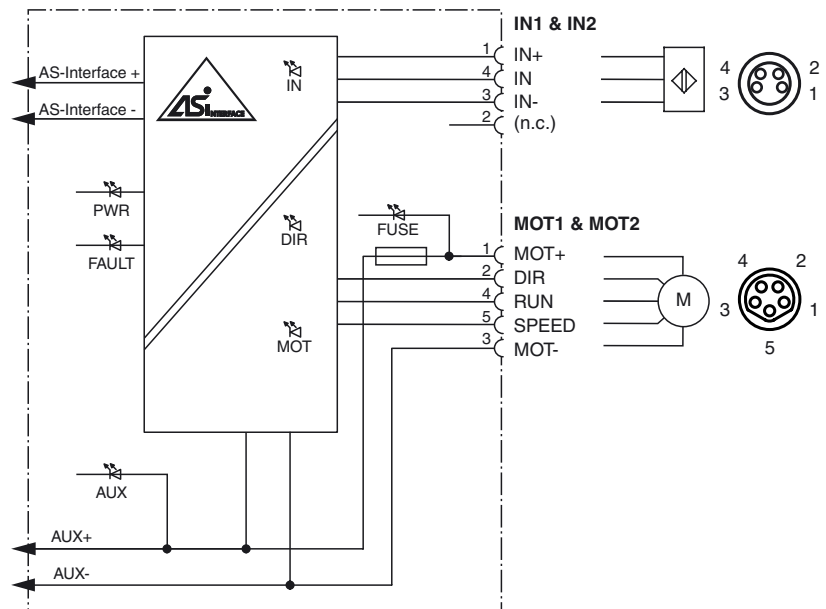 IN1 & IN2
1 IN+
4 IN
3 IN-
2 (n.c.)
4 2
3 1
AS-Interface +
AS-Interface -
ASi INTERFACE
IN
PWR
FAULT
DIR
MOT
FUSE
MOT1 & MOT2
1 MOT+
2 DIR
4 RUN
5 SPEED
3 MOT-
M
4 2
3 1
5
AUX
AUX+
AUX-